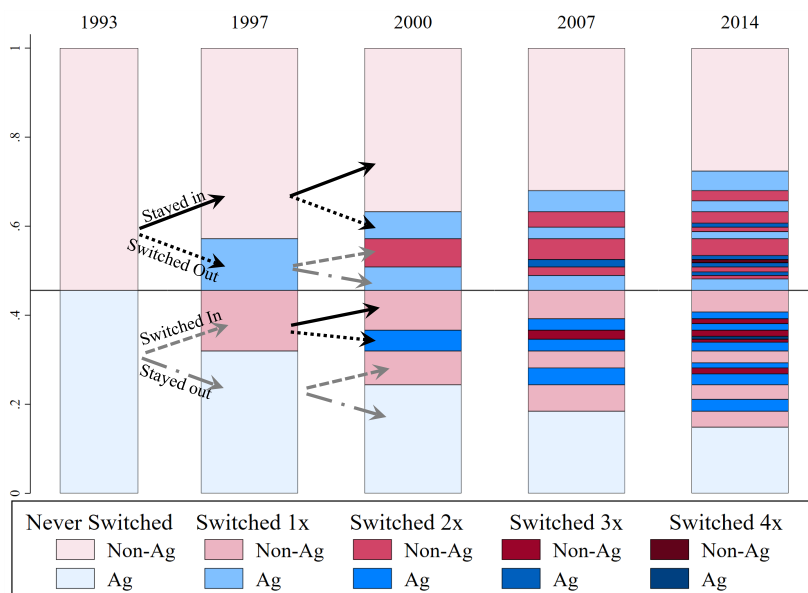 1993 1997 2000 2007 2014
1
.8
.6
.4
.2
0
Stayed in
Switched Out
Switched In
Stayed out
Never Switched Switched 1x Switched 2x Switched 3x Switched 4x
Non-Ag Non-Ag Non-Ag Non-Ag Non-Ag
Ag Ag Ag Ag Ag